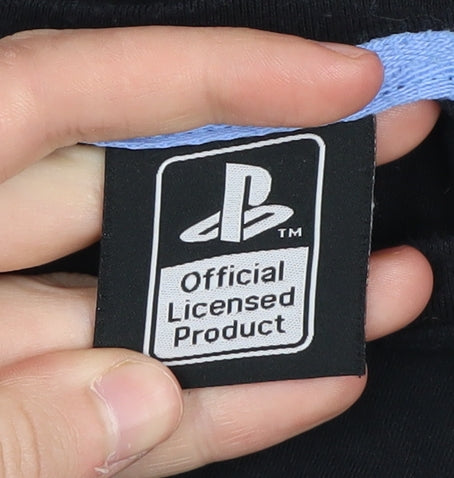 TM
Official
Licensed
Product